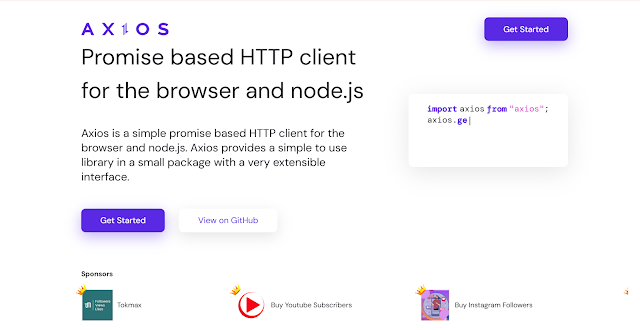 AXIOS
Get Started
Promise based HTTP client
for the browser and node.js
Axios is a simple promise based HTTP client for the
browser and node.js. Axios provides a simple to use
library in a small package with a very extensible
interface.
import axios from "axios";
axios.ge
Get Started
View on GitHub
Sponsors
Followers
Views
Likes
Tokmax
Buy Youtube Subscribers
Buy Instagram Followers